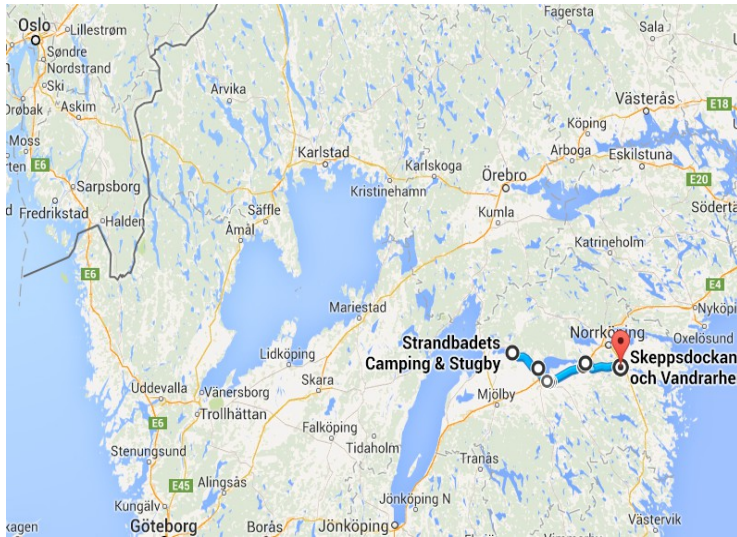 Fagersta
Oslo
Lillestrøm
Sala
Søndre
Nordstrand
Ski
Arvika
Västerås
E18
Drøbak
Askim
Köping
Moss
Karlstad
Karlskoga
Arboga
Eskilstuna
E6
Kristinehamn
Örebro
E20
Sarpsborg
Fredrikstad
Halden
Säffle
Kumla
Södertä
Åmål
Katrineholm
E6
E4
Nyköpi
Mariestad
Norrköping
Oxelösund
Strandbadets
Camping & Stugby
Skeppsdockan
och Vandrarhe
Lidköping
Uddevalla
Vänersborg
Skara
Mjölby
E6
Trollhättan
Falköping
Tidaholm
Stenungsund
Tranås
E45
Alingsås
Kungälv
Jönköping N
Göteborg
Borås
Jönköping
Västervik